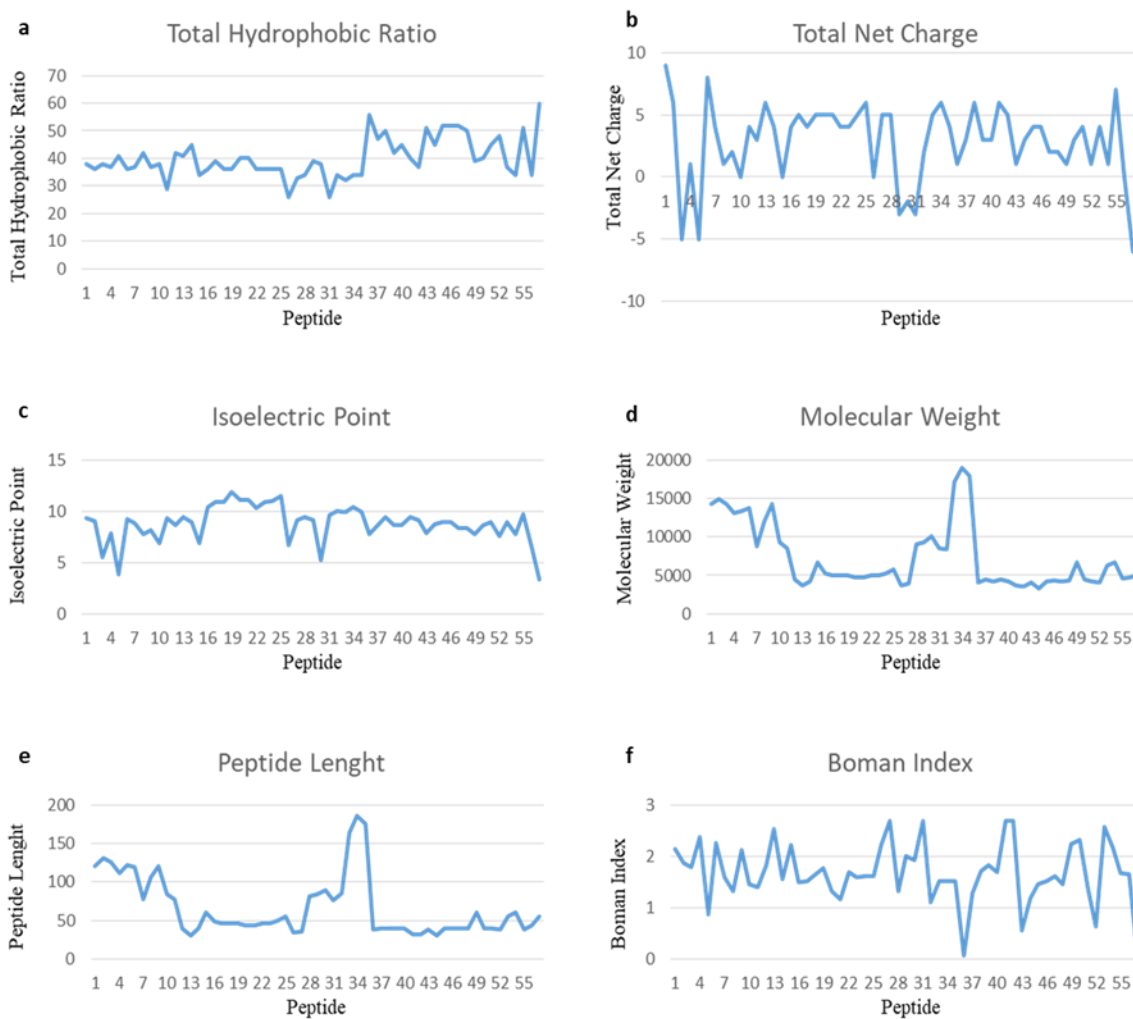 a
Total Hydrophobic Ratio
Total Hydrophobic Ratio
70
60
50
40
30
20
10
0
1 4 7 10 13 16 19 22 25 28 31 34 37 40 43 46 49 52 55
Peptide
b
Total Net Charge
Total Net Charge
10
5
0
-5
-10
1 4 7 10 13 16 19 22 25 28 31 34 37 40 43 46 49 52 55
Peptide
c
Isoelectric Point
Isoelectric Point
15
10
5
0
1 4 7 10 13 16 19 22 25 28 31 34 37 40 43 46 49 52 55
Peptide
d
Molecular Weight
Molecular Weight
20000
15000
10000
5000
0
1 4 7 10 13 16 19 22 25 28 31 34 37 40 43 46 49 52 55
Peptide
e
Peptide Lenght
Peptide Lenght
200
150
100
50
0
1 4 7 10 13 16 19 22 25 28 31 34 37 40 43 46 49 52 55
Peptide
f
Boman Index
Boman Index
3
2
1
0
1 4 7 10 13 16 19 22 25 28 31 34 37 40 43 46 49 52 55
Peptide